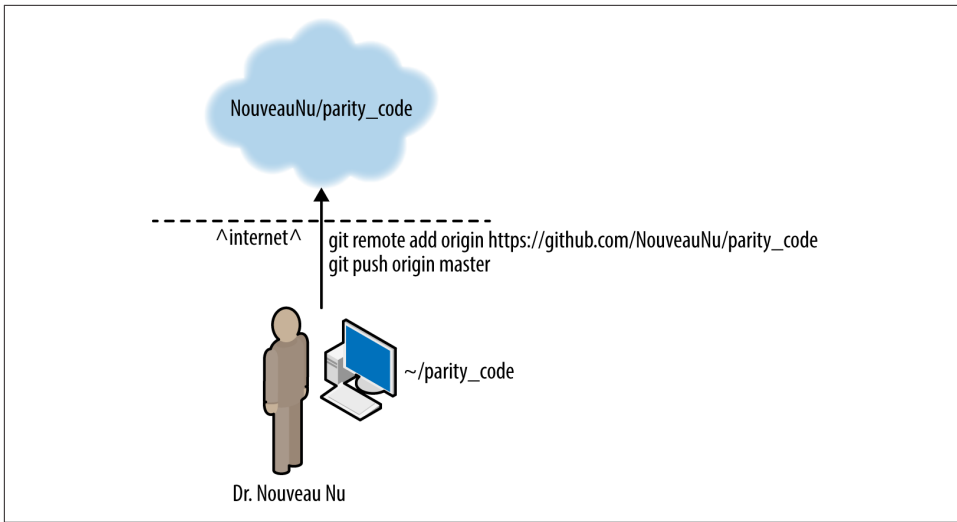 NouveauNu/parity_code
^internet^
git remote add origin https://github.com/NouveauNu/parity_code
git push origin master
~/parity_code
Dr. Nouveau Nu